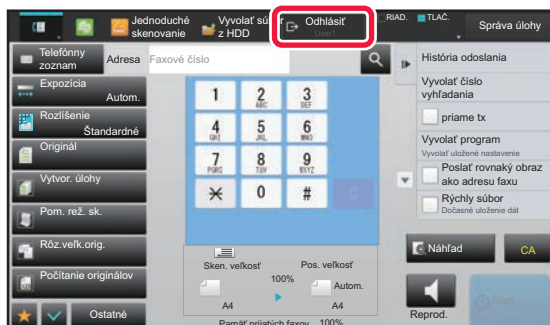 Jednoduché
skenovanie
Vyvolať sú
z HDD
Odhlásiť
User1
RIAD.
TLAČ.
Správa úlohy
Telefónny
zoznam
Adresa
Faxové číslo
Expozícia
Autom.
Rozlíšenie
Štandardné
Originál
Vytvor. úlohy
Pom. rež. sk.
Rôz.veľk.orig.
Počítanie originálov
Ostatné
1
2
ABC
3
DEF
4
GHI
5
JKL
6
MNO
7
PQRS
8
TUV
9
WXYZ
0
#
C
Sken. veľkosť
Pos. veľkosť
100%
Autom.
A4
A4
Pamäť prijatých faxov 100%
História odoslania
Vyvolať číslo
vyhľadania
priame tx
Vyvolať program
Vyvolať uložené nastavenie
Poslať rovnaký obraz
ako adresu faxu
Rýchly súbor
Dočasné uloženie dát
Náhľad
CA
Reprod.
Start